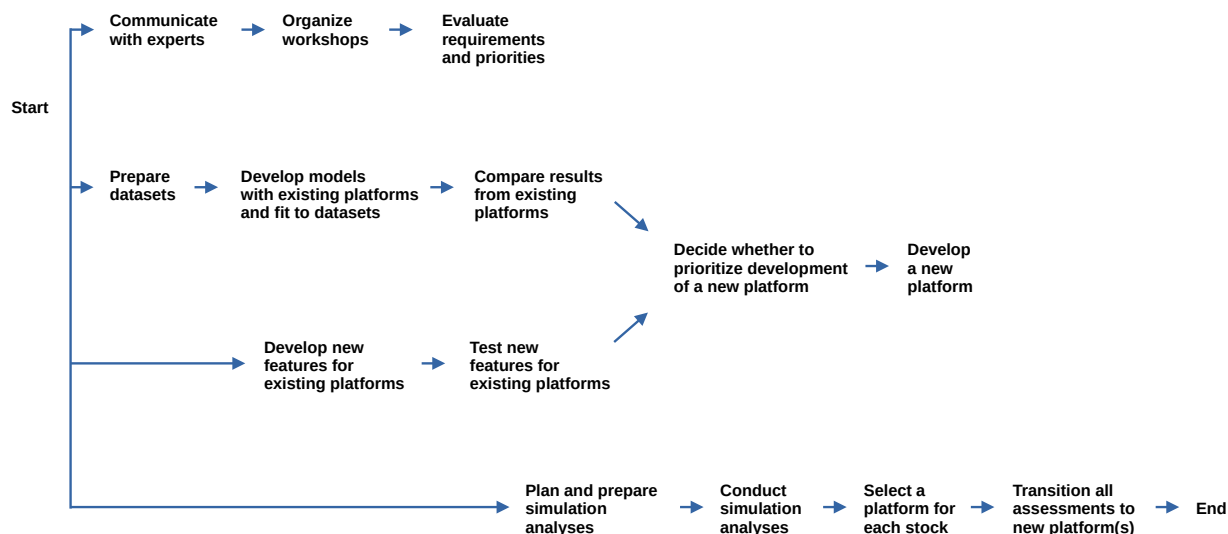 Communicate
with experts
Organize
workshops
Evaluate
requirements
and priorities
Start
Prepare
datasets
Develop models
with existing platforms
and fit to datasets
Compare results
from existing
platforms
Decide whether to
prioritize development
of a new platform
Develop
a new
platform
Develop new
features for
existing platforms
Test new
features for
existing platforms
Plan and prepare
simulation
analyses
Conduct
simulation
analyses
Select a
platform for
each stock
Transition all
assessments to
new platform(s)
End